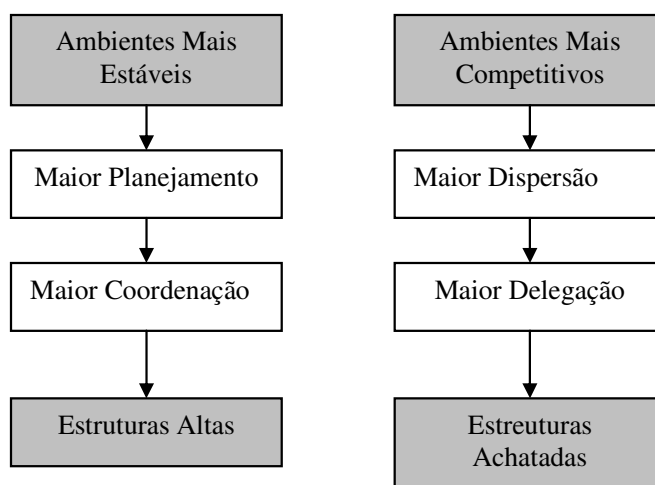 Ambientes Mais
Estáveis
Maior Planejamento
Maior Coordenação
Estruturas Altas
Ambientes Mais
Competitivos
Maior Dispersão
Maior Delegação
Estreuturas
Achatadas